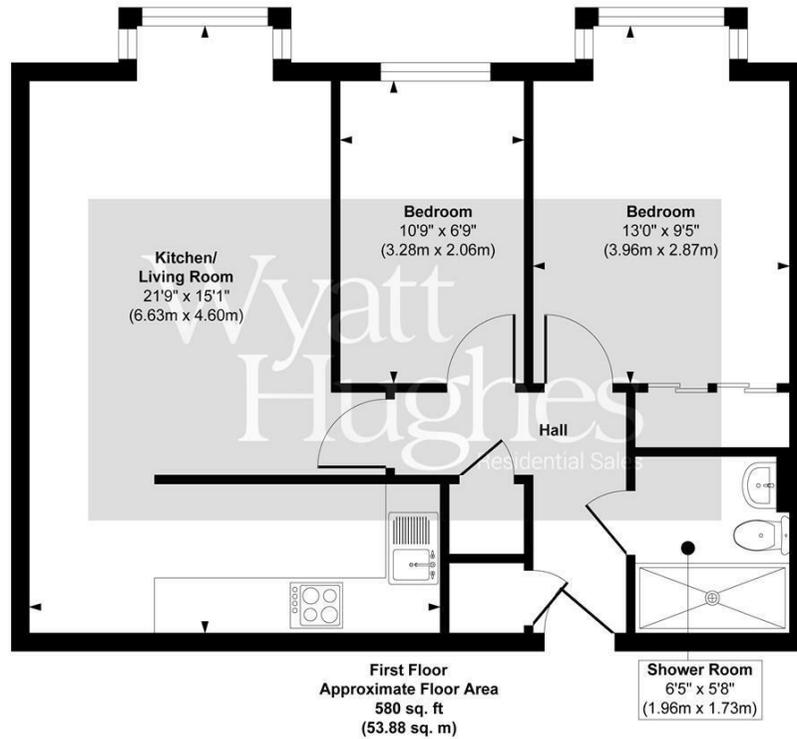 Kitchen/
Living Room
21'9" x 15'1"
(6.63m x 4.60m)
Bedroom
10'9" x 6'9"
(3.28m x 2.06m)
Bedroom
13'0" x 9'5"
(3.96m x 2.87m)
Wyatt
Hughes
Residential Sales
Hall
First Floor
Approximate Floor Area
580 sq. ft
(53.88 sq. m)
Shower Room
6'5" x 5'8"
(1.96m x 1.73m)